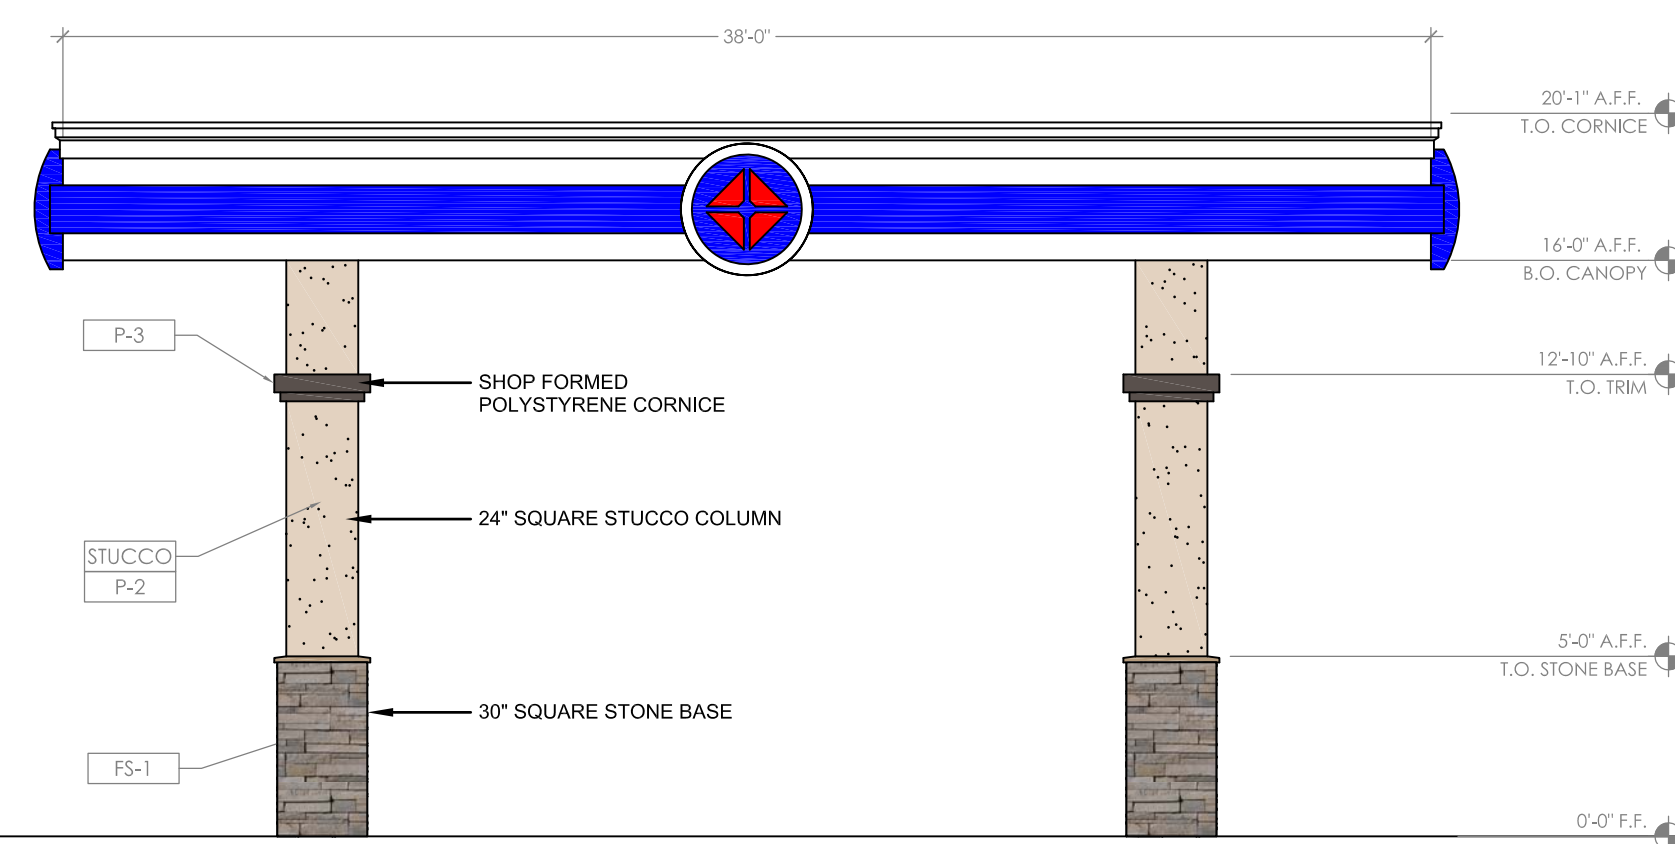 38'-0"
20'-1" A.F.F.
T.O. CORNICE
16'-0" A.F.F.
B.O. CANOPY
P-3
12'-10" A.F.F.
T.O. TRIM
SHOP FORMED
POLYSTYRENE CORNICE
24" SQUARE STUCCO COLUMN
STUCCO
P-2
5'-0" A.F.F.
T.O. STONE BASE
30" SQUARE STONE BASE
FS-1
0'-0" F.F.